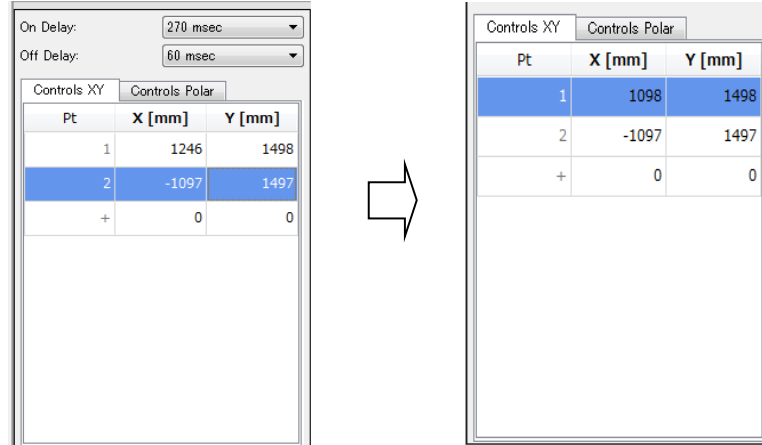 On Delay: 270 msec
Off Delay: 60 msec
Controls XY Controls Polar
Pt X [mm] Y [mm]
1 1246 1498
2 -1097 1497
+ 0 0
Controls XY Controls Polar
Pt X [mm] Y [mm]
1 1098 1498
2 -1097 1497
+ 0 0